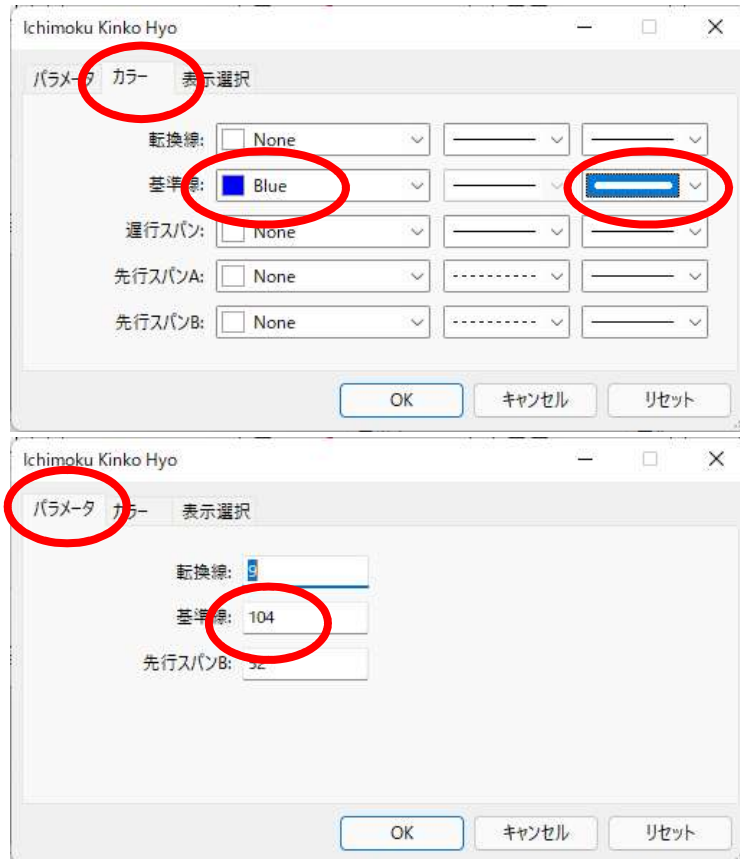 Ichimoku Kinko Hyo
パラメータ カラー 表示選択
転換線: None
基準線: Blue
遅行スパン: None
先行スパンA: None
先行スパンB: None
OK キャンセル リセット
Ichimoku Kinko Hyo
パラメータ カラー 表示選択
転換線: 9
基準線: 104
先行スパンB: 52
OK キャンセル リセット